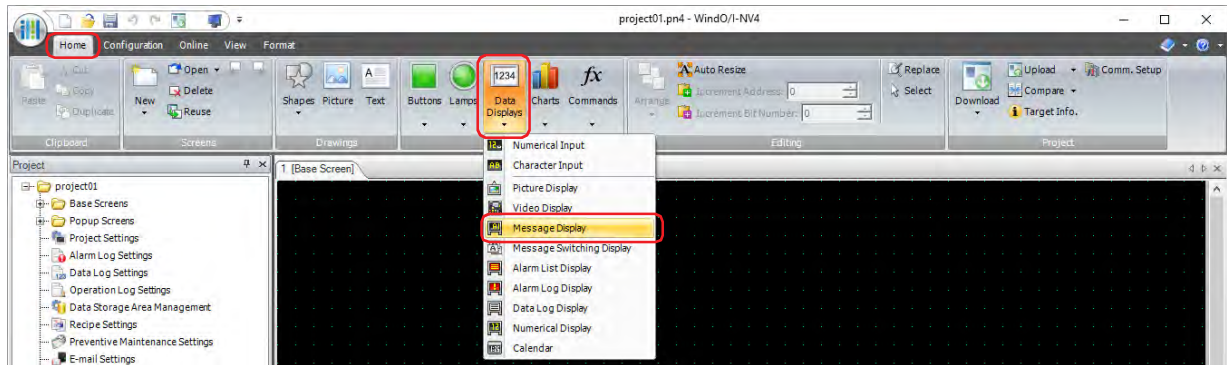 project01.pn4 - WindO/I-NV4
Home Configuration Online View Format
Paste Cut Copy Duplicate
New Open Delete Reuse
Shapes Picture Text
Buttons Lamps 1234 Data Displays Charts fx Commands
Arrange Auto Resize
Increment Address: 0
Increment Bit Number: 0
Replace
Select
Download Upload Compare Target Info. Comm. Setup
Clipboard Screens Drawings Editing Project
Project
1 [Base Screen]
project01
Base Screens
Popup Screens
Project Settings
Alarm Log Settings
Data Log Settings
Operation Log Settings
Data Storage Area Management
Recipe Settings
Preventive Maintenance Settings
E-mail Settings
Numerical Input
Character Input
Picture Display
Video Display
Message Display
Message Switching Display
Alarm List Display
Alarm Log Display
Data Log Display
Numerical Display
Calendar